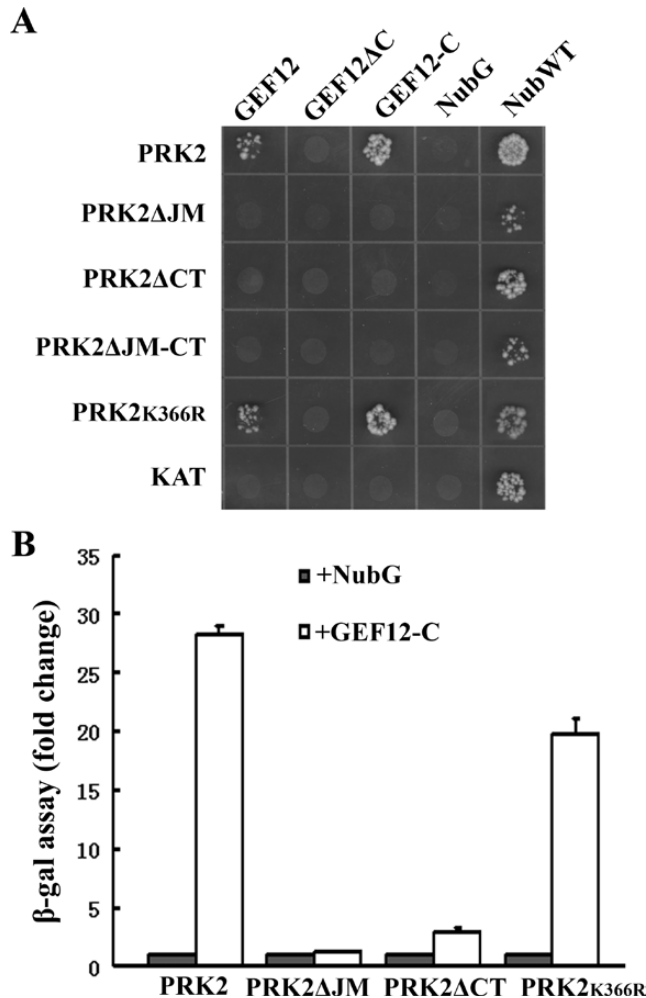 A
GEF12 GEF12ΔC GEF12-C NubG NubWT
PRK2
PRK2ΔJM
PRK2ΔCT
PRK2ΔJM-CT
PRK2K366R
KAT
B
β-gal assay (fold change)
35
30
25
20
15
10
5
0
+NubG
+GEF12-C
PRK2 PRK2ΔJM PRK2ΔCT PRK2K366R